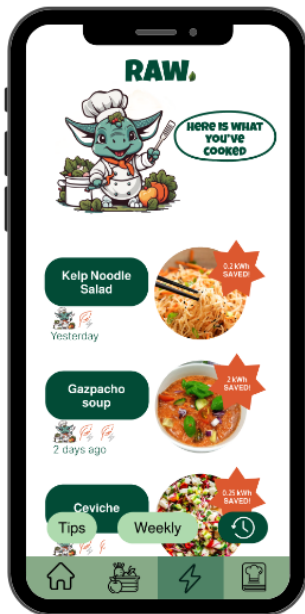 RAW.
HERE IS WHAT
YOU'VE
COOKED
Kelp Noodle
Salad
0.2 kWh
SAVED!
Yesterday
Gazpacho
soup
2 kWh
SAVED!
2 days ago
Ceviche
0.25 kWh
SAVED!
Tips
Weekly